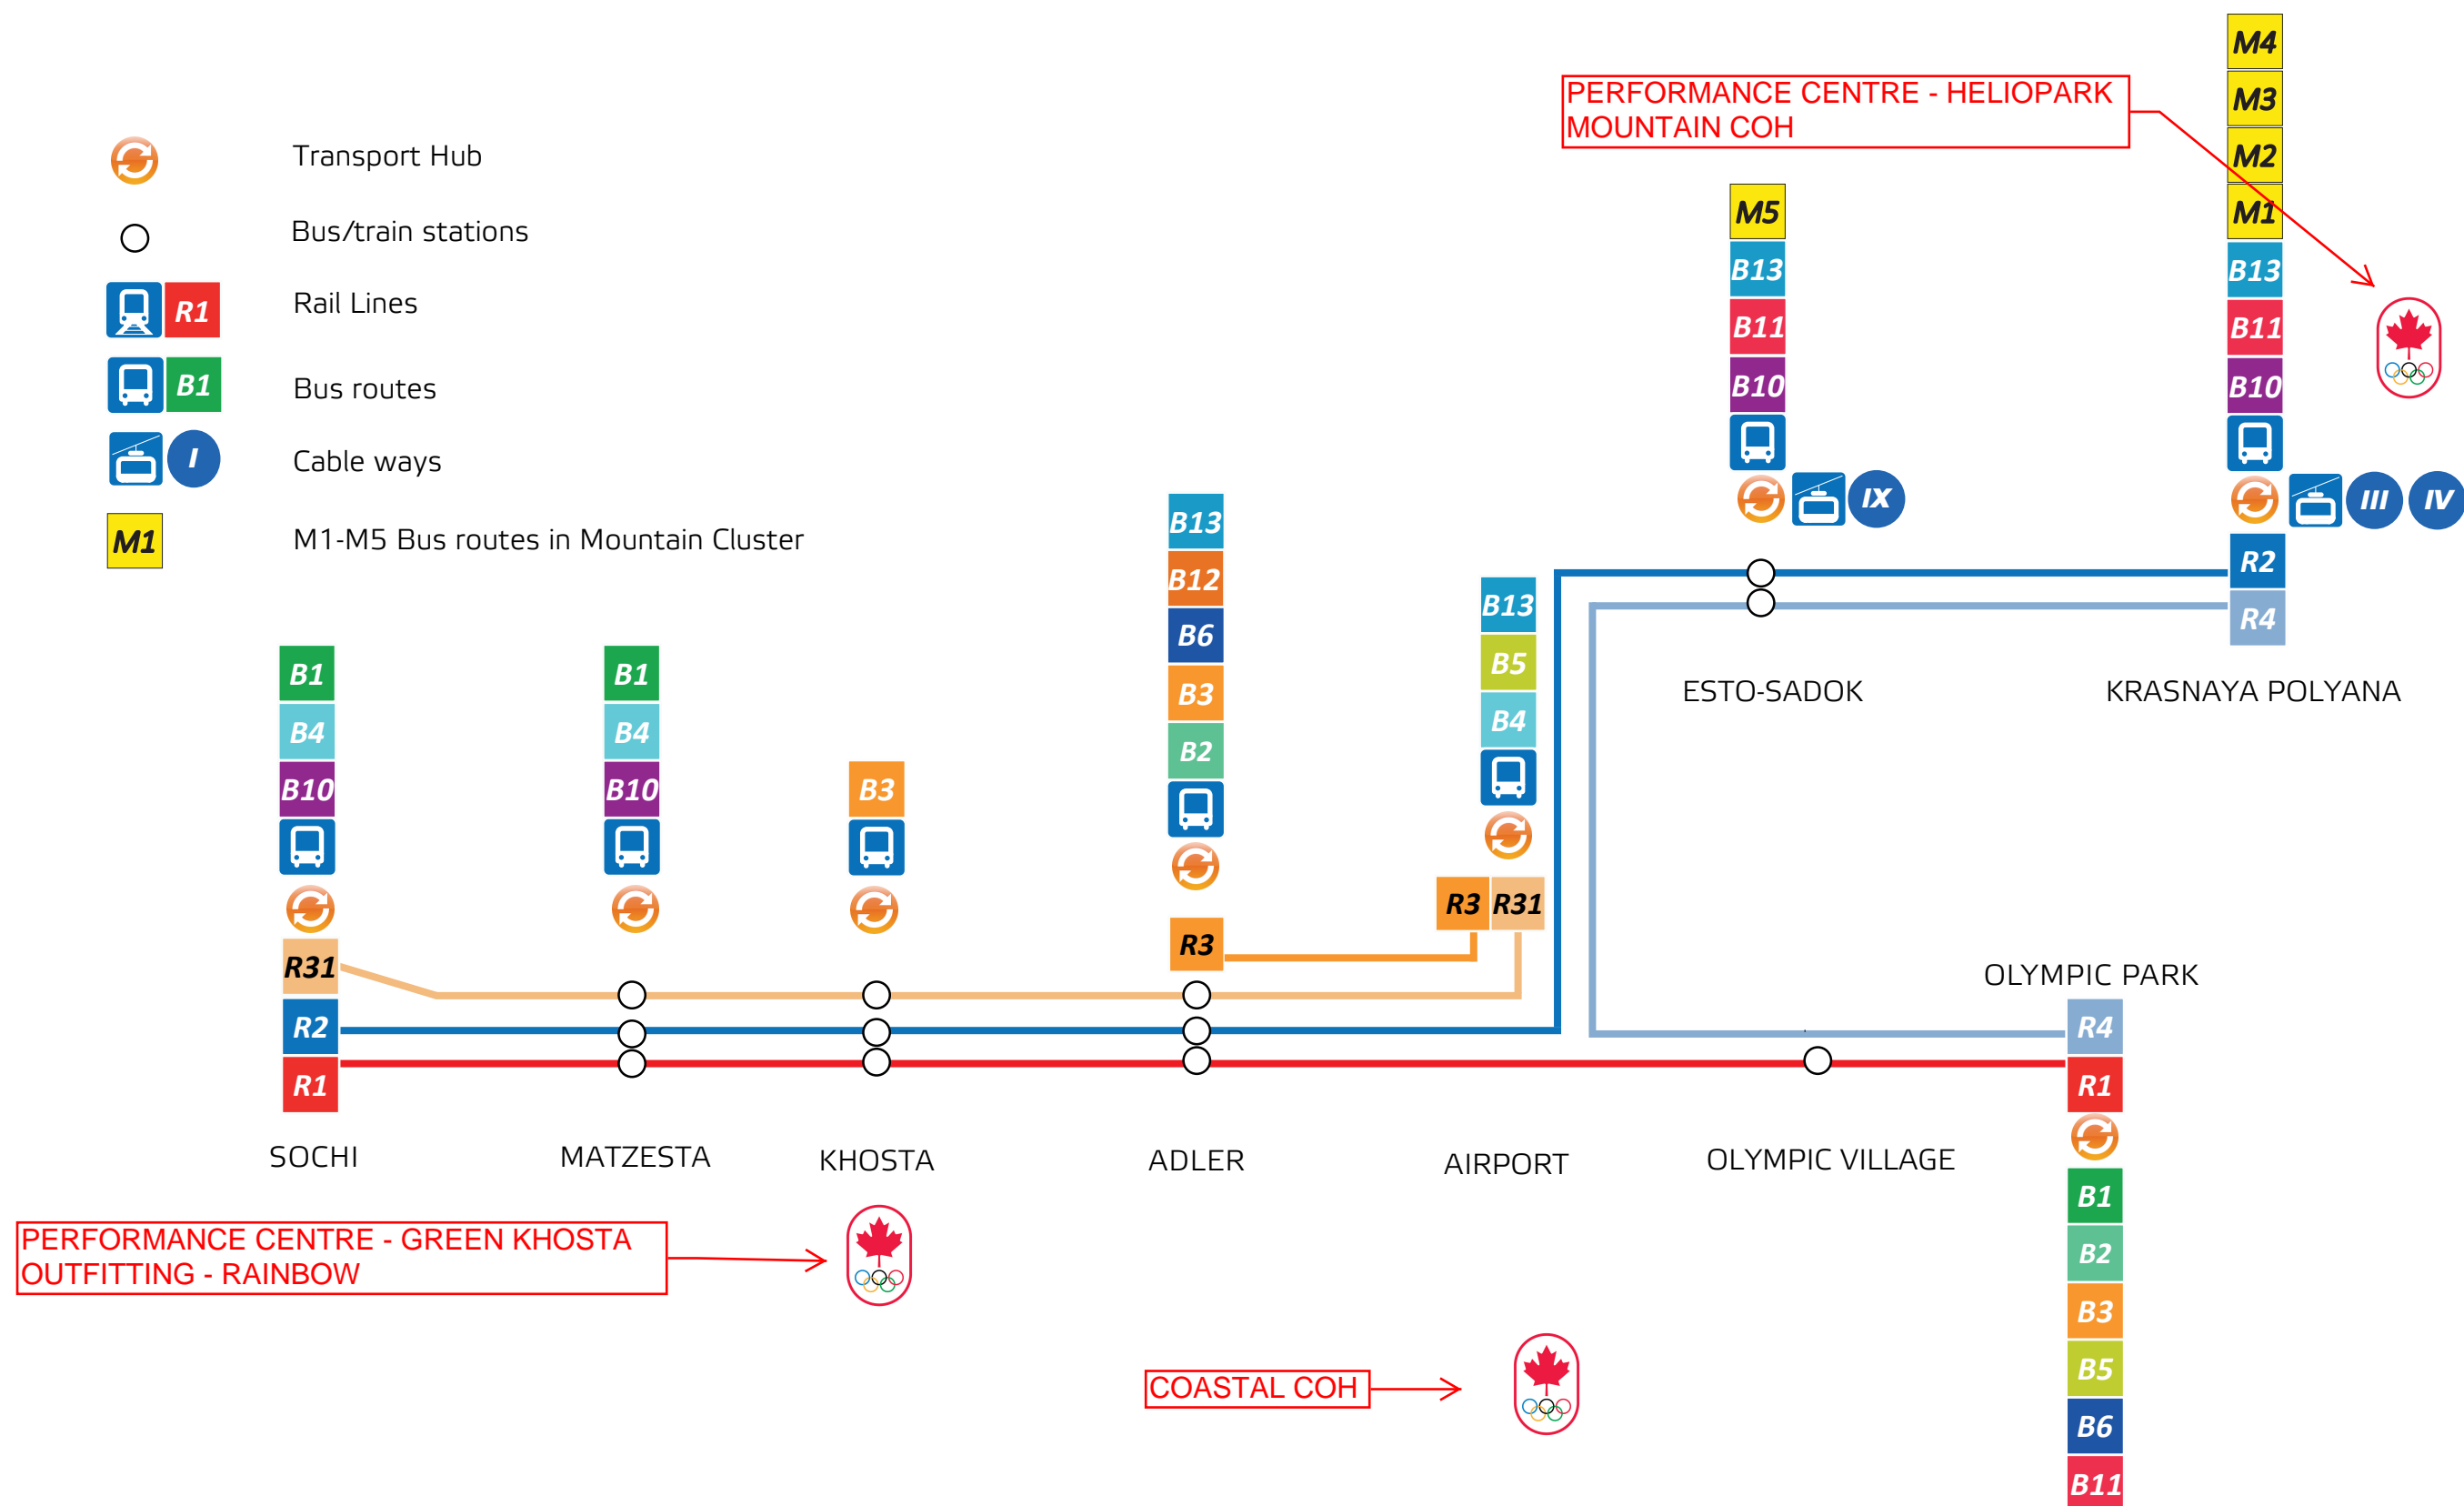 Transport Hub
Bus/train stations
R1
Rail Lines
B1
Bus routes
I
Cable ways
M1
M1-M5 Bus routes in Mountain Cluster
PERFORMANCE CENTRE - HELIOPARK
MOUNTAIN COH
M4
M3
M2
M1
B13
B11
B10
III IV
R2
R4
KRASNAYA POLYANA
M5
B13
B11
B10
IX
ESTO-SADOK
B1
B4
B10
R31
R2
R1
SOCHI
B1
B4
B10
MATZESTA
B3
KHOSTA
B13
B12
B6
B3
B2
R3
ADLER
B13
B5
B4
R3 R31
AIRPORT
OLYMPIC VILLAGE
OLYMPIC PARK
R4
R1
B1
B2
B3
B5
B6
B11
PERFORMANCE CENTRE - GREEN KHOSTA
OUTFITTING - RAINBOW
COASTAL COH